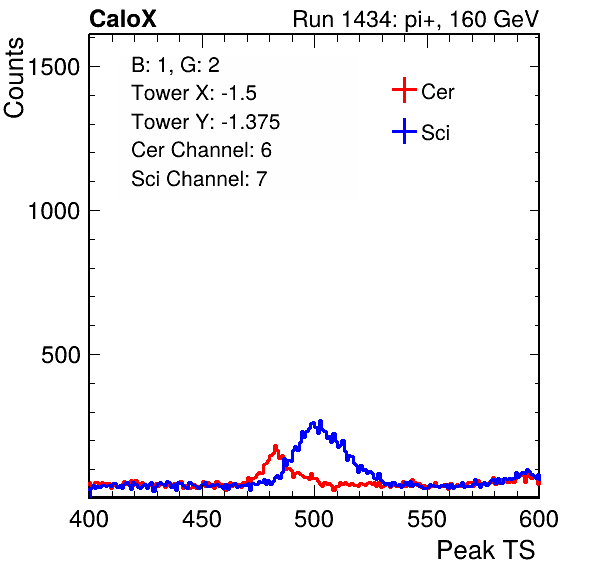 CaloX Run 1434: pi+, 160 GeV
Counts
B: 1, G: 2
Tower X: -1.5
Tower Y: -1.375
Cer Channel: 6
Sci Channel: 7
Cer
Sci
1500
1000
500
400 450 500 550 600
Peak TS